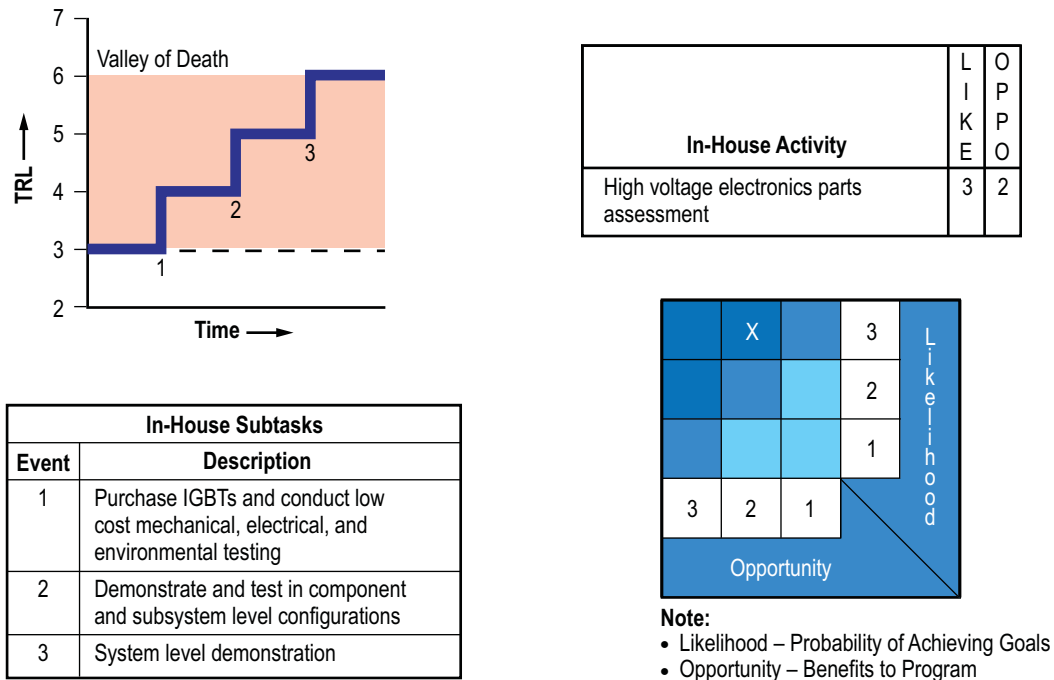 7
Valley of Death
6
5
4
3
2
TRL
1
2
3
Time
In-House Activity
LIKE
OPPO
High voltage electronics parts
assessment
3
2
In-House Subtasks
Event
Description
1
Purchase IGBTs and conduct low
cost mechanical, electrical, and
environmental testing
2
Demonstrate and test in component
and subsystem level configurations
3
System level demonstration
X
3
2
1
3
2
1
Likelihood
Opportunity
Note:
• Likelihood – Probability of Achieving Goals
• Opportunity – Benefits to Program